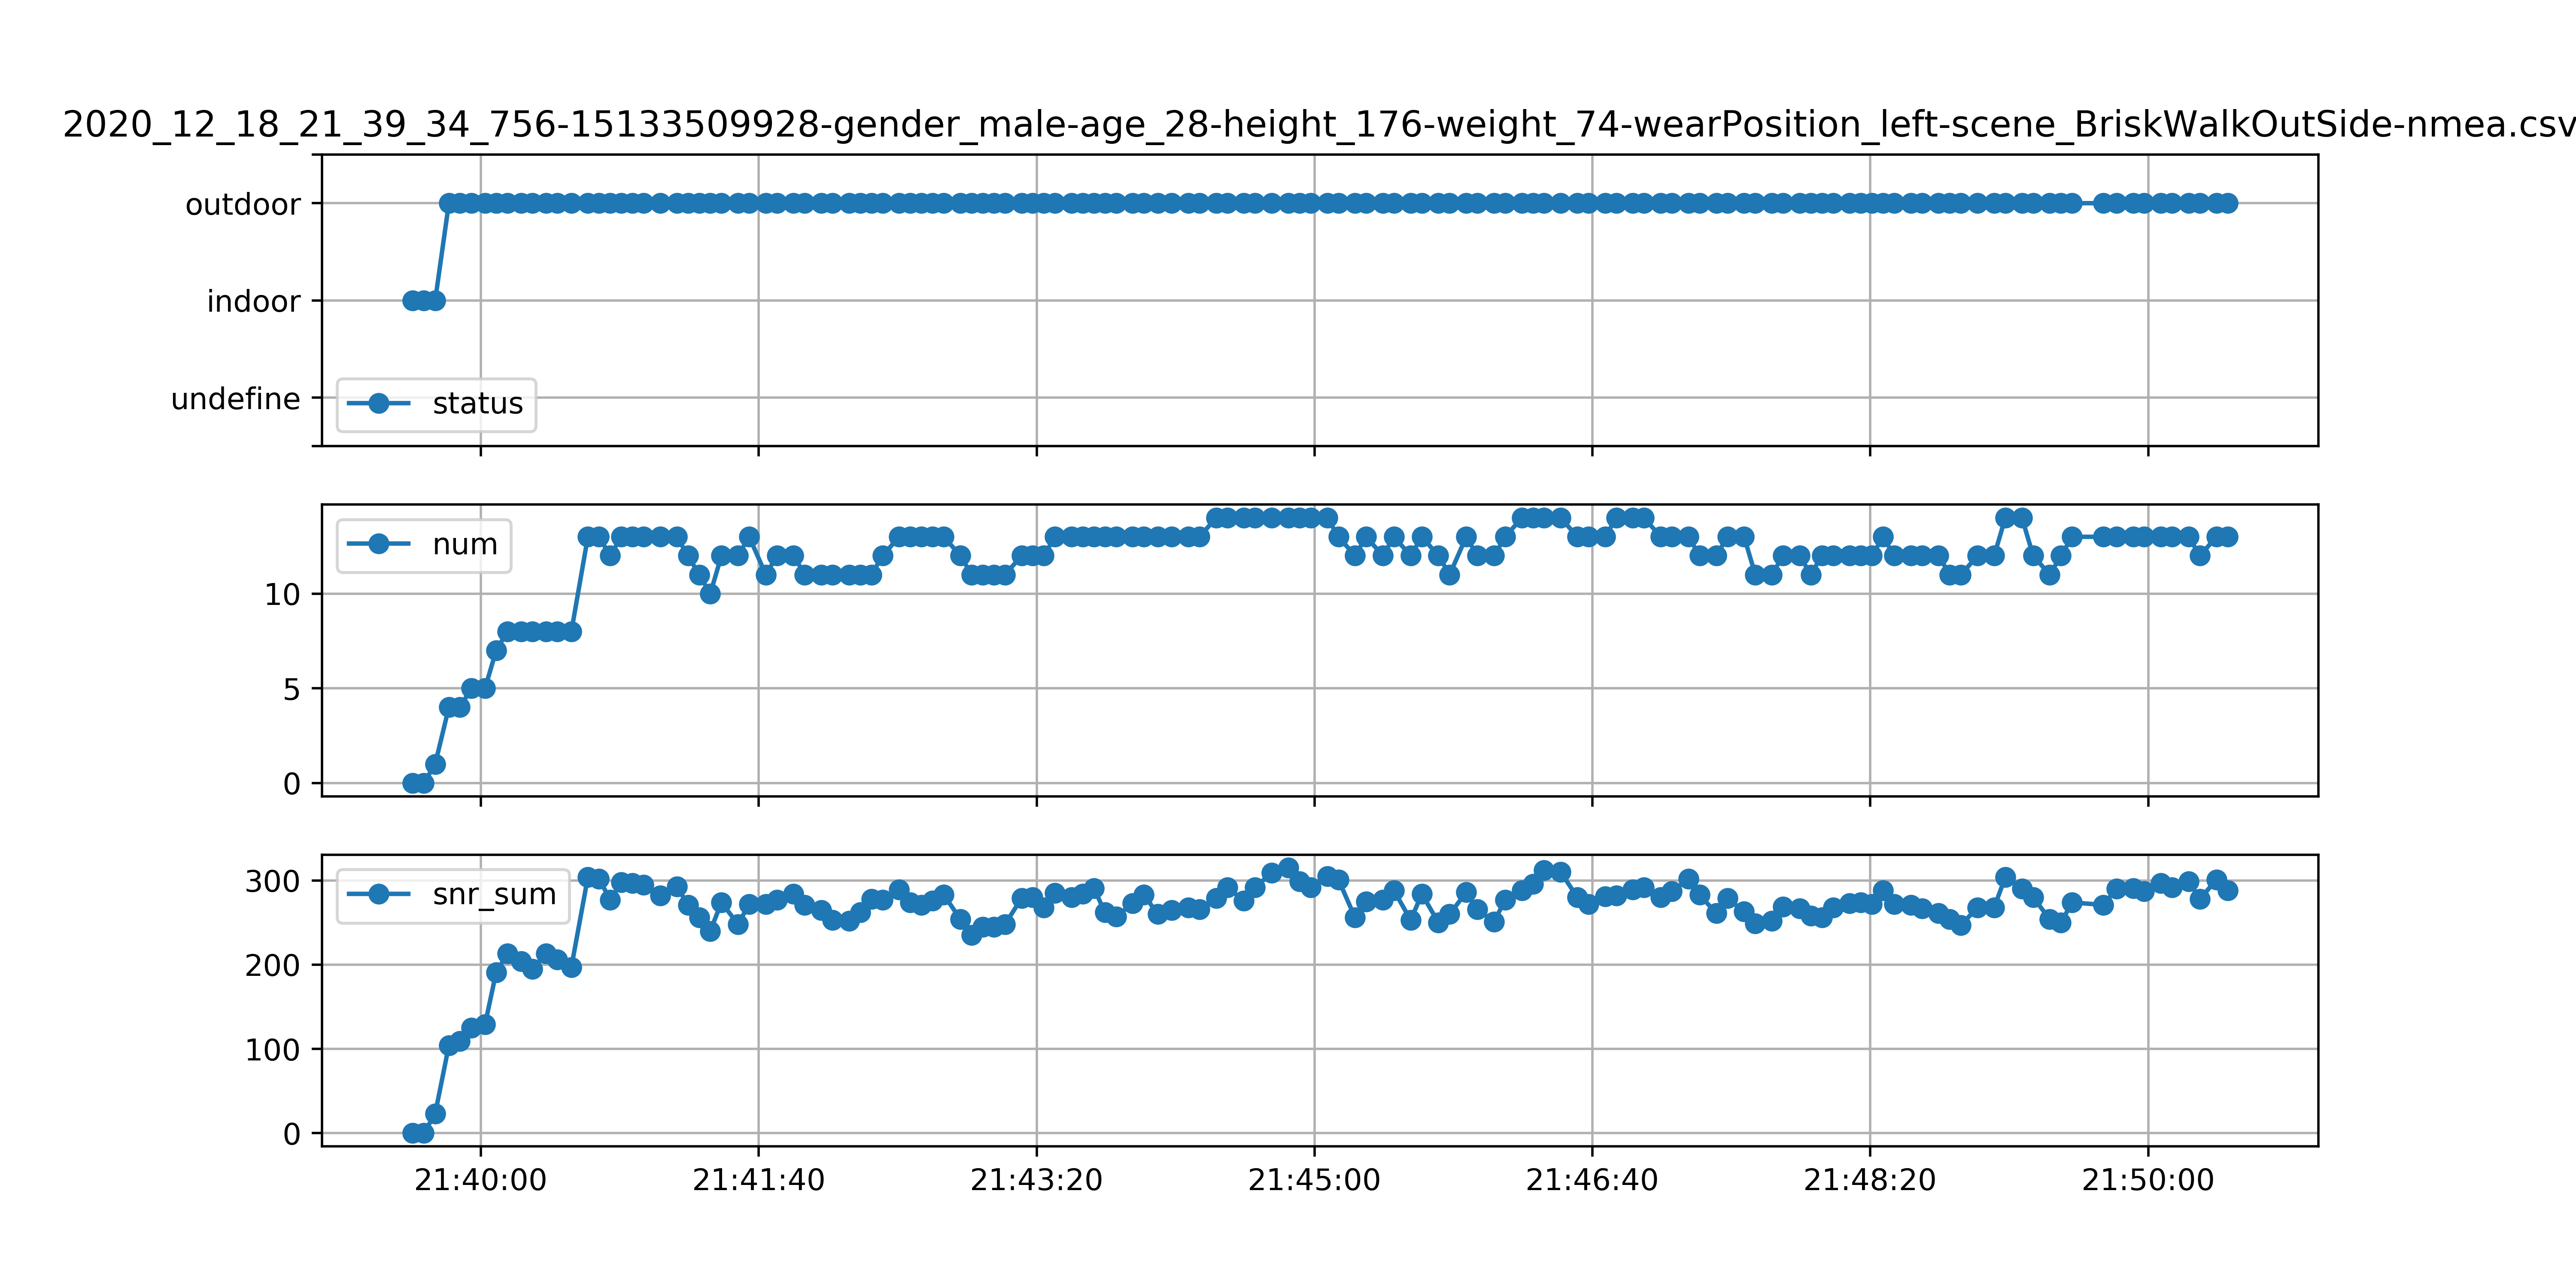 2020_12_18_21_39_34_756-15133509928-gender_male-age_28-height_176-weight_74-wearPosition_left-scene_BriskWalkOutSide-nmea.csv
outdoor
indoor
undefine
status
num
10
5
0
snr_sum
300
200
100
0
21:40:00 21:41:40 21:43:20 21:45:00 21:46:40 21:48:20 21:50:00